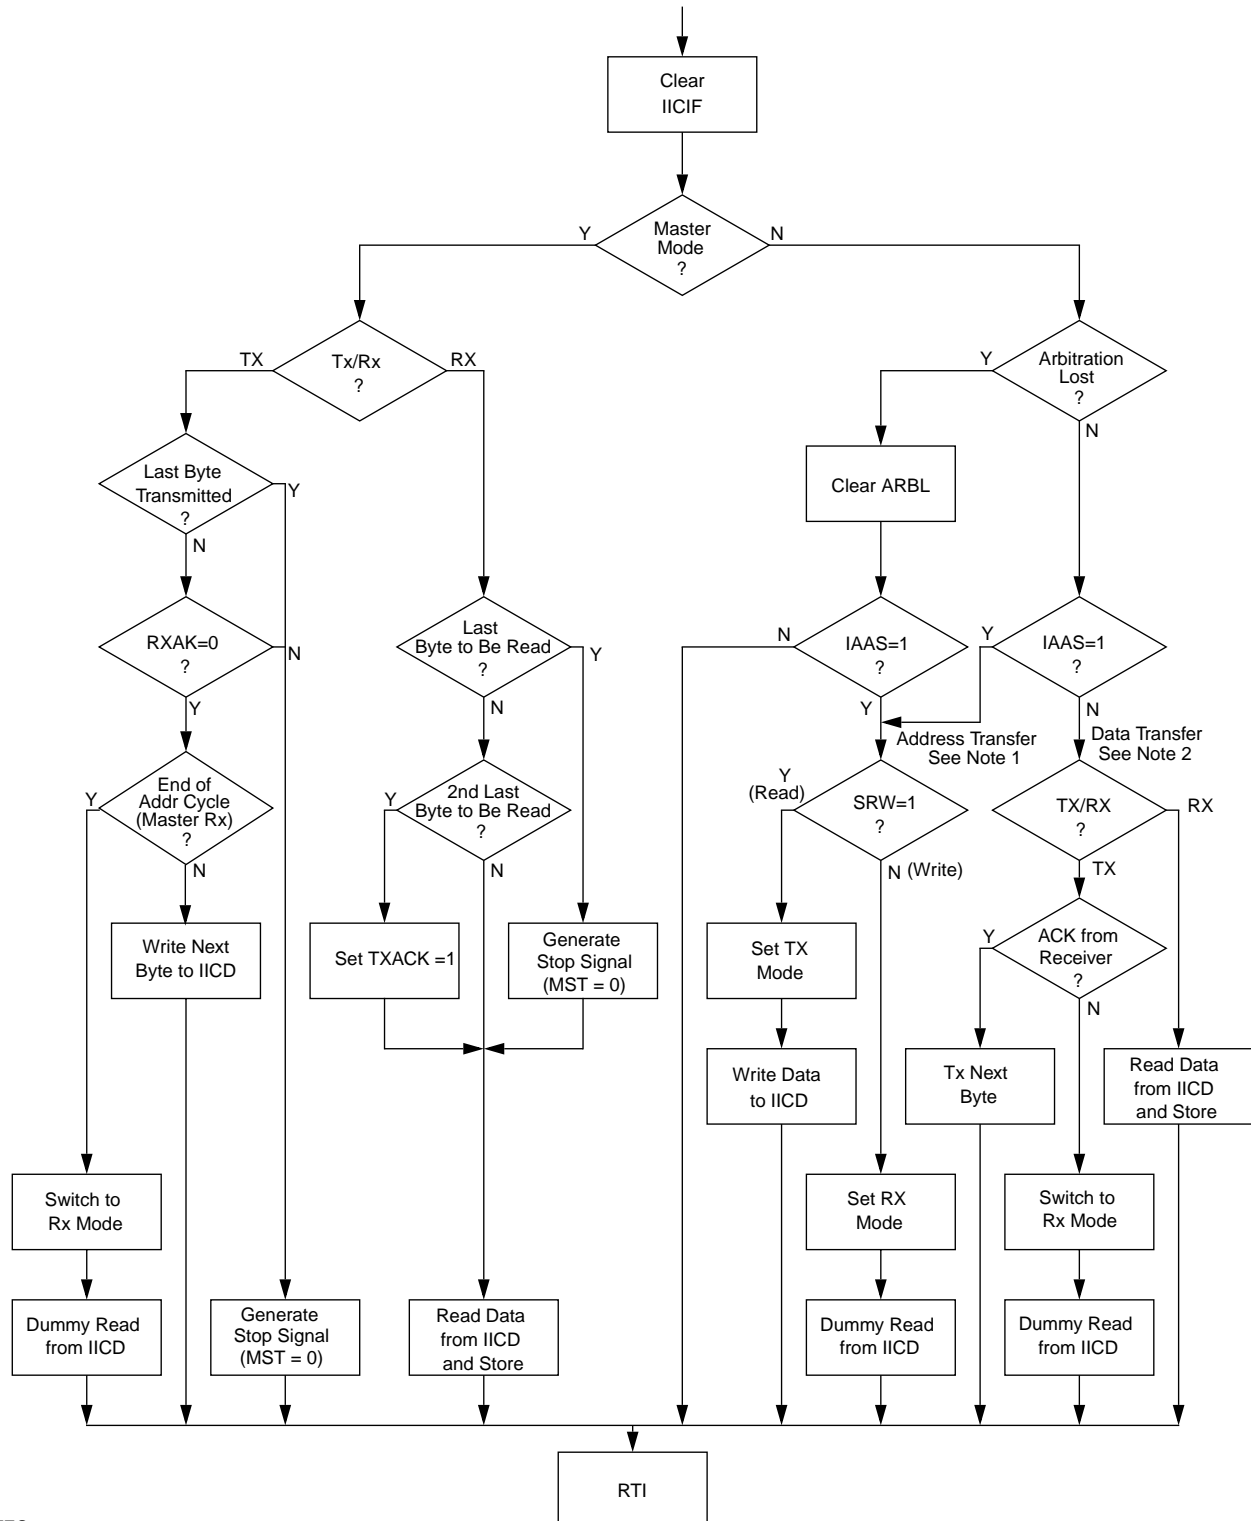 Clear
IICIF
Master
Mode
?
Y
N
Tx/Rx
?
TX
RX
Arbitration
Lost
?
Y
N
Last Byte
Transmitted
?
Y
N
Clear ARBL
RXAK=0
?
N
Y
Last
Byte to Be Read
?
Y
N
IAAS=1
?
N
Y
IAAS=1
?
Y
N
Address Transfer
See Note 1
Data Transfer
See Note 2
End of
Addr Cycle
(Master Rx)
?
Y
N
2nd Last
Byte to Be Read
?
Y
N
Y
(Read)
SRW=1
?
N (Write)
TX/RX
?
RX
TX
Write Next
Byte to IICD
Set TXACK =1
Generate
Stop Signal
(MST = 0)
Set TX
Mode
Y
ACK from
Receiver
?
N
Write Data
to IICD
Tx Next
Byte
Read Data
from IICD
and Store
Switch to
Rx Mode
Set RX
Mode
Switch to
Rx Mode
Dummy Read
from IICD
Generate
Stop Signal
(MST = 0)
Read Data
from IICD
and Store
Dummy Read
from IICD
Dummy Read
from IICD
RTI